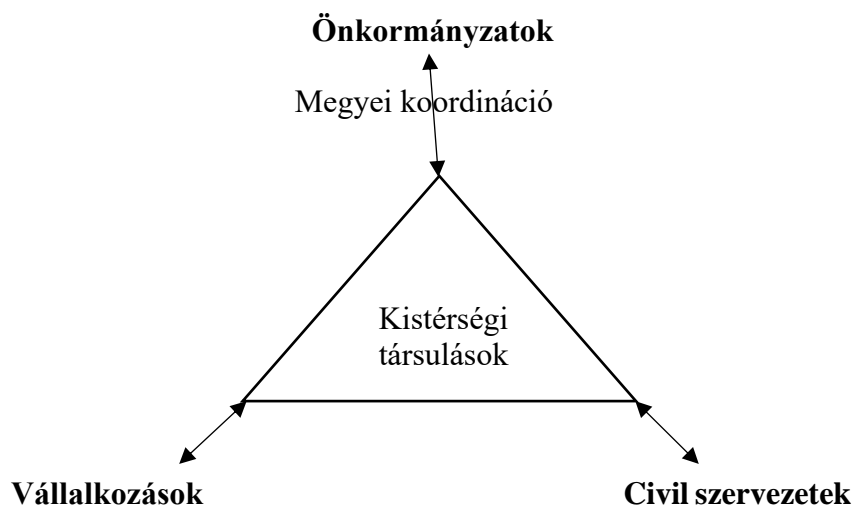 Önkormányzatok
Megyei koordináció
Kistérségi
társulások
Vállalkozások
Civil szervezetek